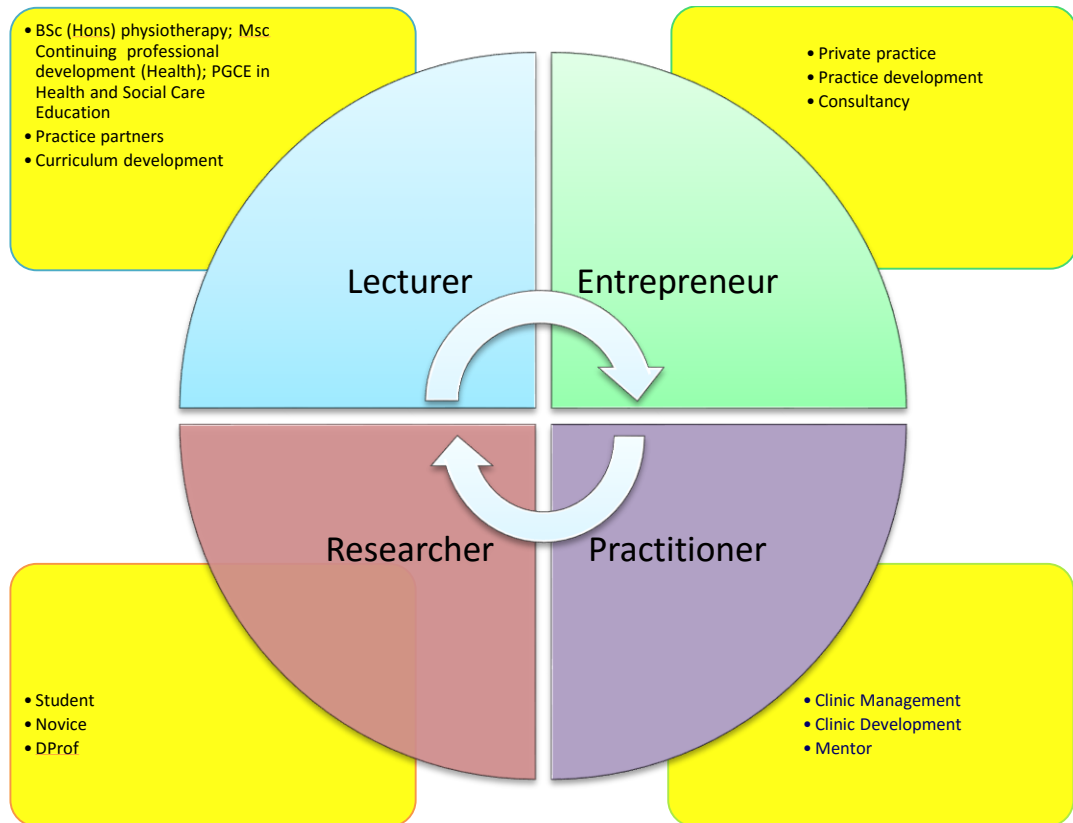 • BSc (Hons) physiotherapy; Msc
Continuing professional
development (Health); PGCE in
Health and Social Care
Education
• Practice partners
• Curriculum development
• Private practice
• Practice development
• Consultancy
Lecturer
Entrepreneur
Researcher
Practitioner
• Student
• Novice
• DProf
• Clinic Management
• Clinic Development
• Mentor